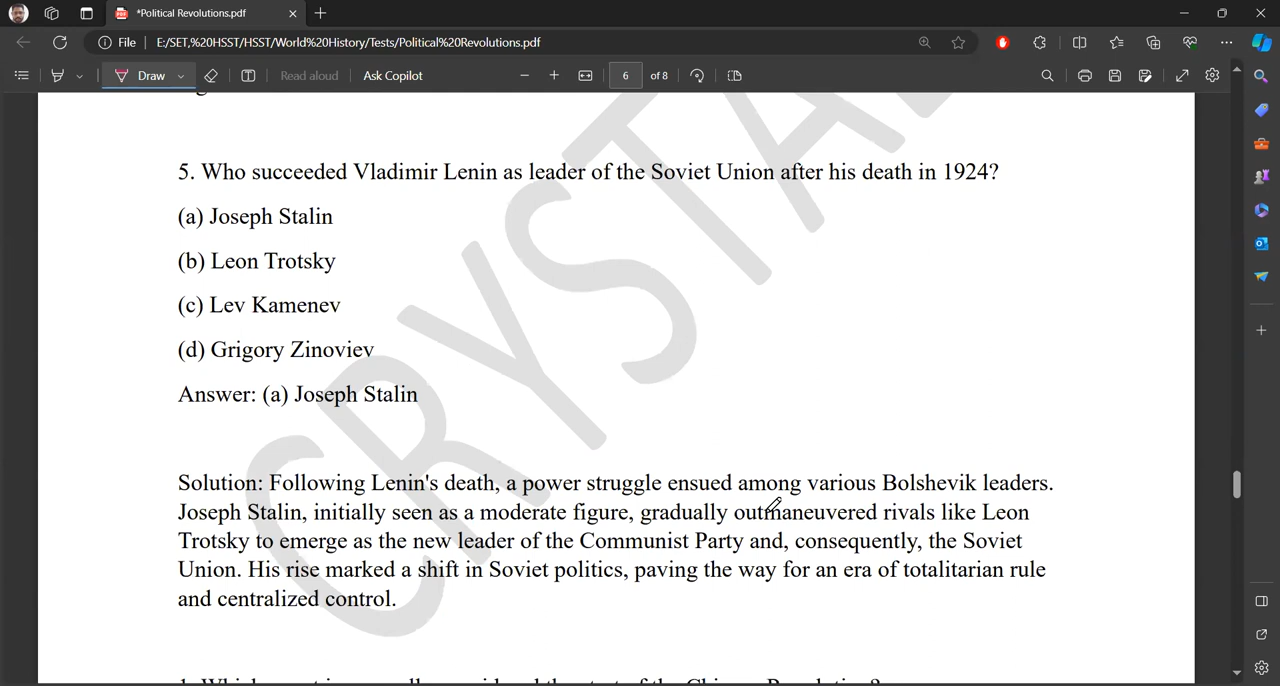 *Political Revolutions.pdf
File E:/SET,%20HSST/HSST/World%20History/Tests/Political%20Revolutions.pdf
Draw Read aloud Ask Copilot 6 of 8
5. Who succeeded Vladimir Lenin as leader of the Soviet Union after his death in 1924?
(a) Joseph Stalin
(b) Leon Trotsky
(c) Lev Kamenev
(d) Grigory Zinoviev
Answer: (a) Joseph Stalin
Solution: Following Lenin's death, a power struggle ensued among various Bolshevik leaders.
Joseph Stalin, initially seen as a moderate figure, gradually outmaneuvered rivals like Leon
Trotsky to emerge as the new leader of the Communist Party and, consequently, the Soviet
Union. His rise marked a shift in Soviet politics, paving the way for an era of totalitarian rule
and centralized control.
CRYSTA